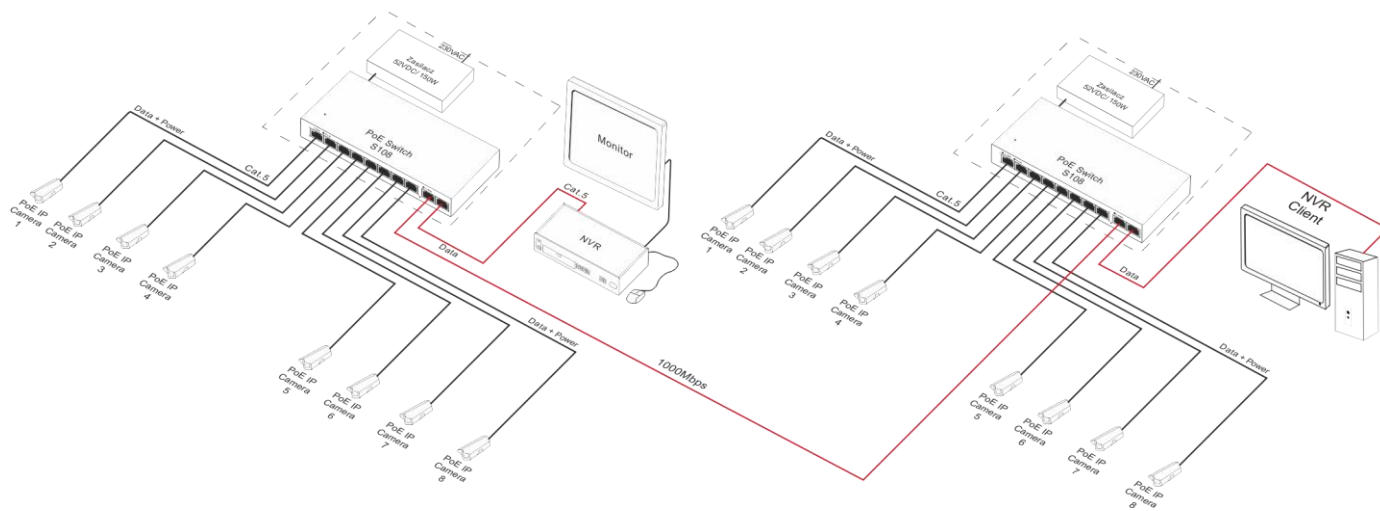 230VAC
Zasilacz
52VDC/ 150W
PoE Switch
S108
Data + Power
Cat.5
PoE IP
Camera
1
PoE IP
Camera
2
PoE IP
Camera
3
PoE IP
Camera
4
PoE IP
Camera
5
PoE IP
Camera
6
PoE IP
Camera
7
PoE IP
Camera
8
Data + Power
Monitor
Cat.5
NVR
Data
1000Mbps
230VAC
Zasilacz
52VDC/ 150W
PoE Switch
S108
Data + Power
Cat.5
PoE IP
Camera
1
PoE IP
Camera
2
PoE IP
Camera
3
PoE IP
Camera
4
PoE IP
Camera
5
PoE IP
Camera
6
PoE IP
Camera
7
PoE IP
Camera
8
Data + Power
Data
NVR
Client